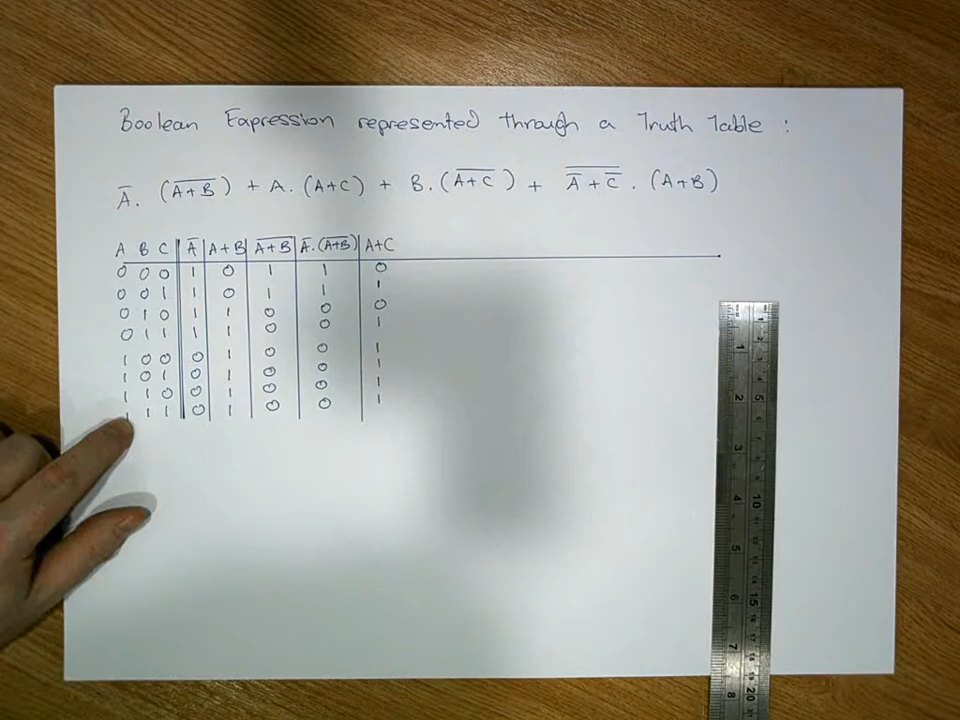 Boolean Expression represented through a Truth Table :
A̅. (A̅+̅B̅) + A. (A+C) + B. (A̅+̅C̅) + A̅̅+̅C̅̅. (A+B)
A B C A̅ A+B A̅+̅B̅ A̅. (A̅+̅B̅) A+C
0 0 0 1 0 1 1 0
0 0 1 1 0 1 1 1
0 1 0 1 1 0 0 0
0 1 1 1 1 0 0 1
1 0 0 0 1 0 0 1
1 0 1 0 1 0 0 1
1 1 0 0 1 0 0 1
1 1 1 0 1 0 0 1